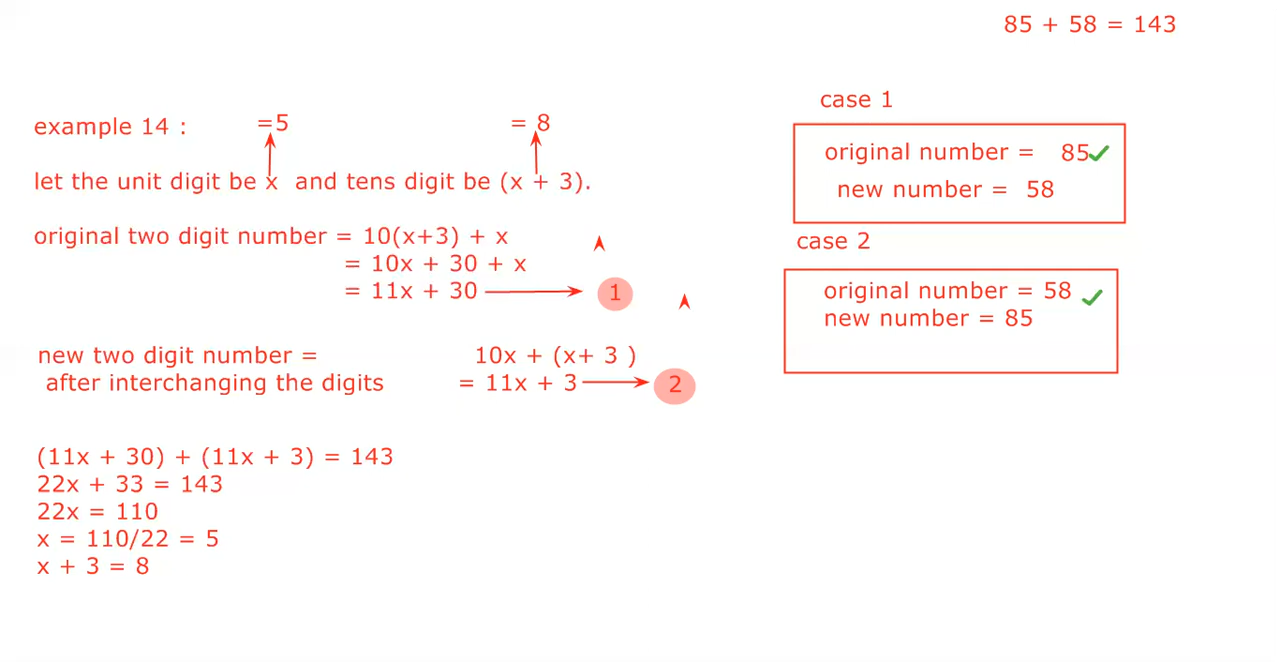 85 + 58 = 143
example 14 :
=5
= 8
let the unit digit be x and tens digit be (x + 3).
original two digit number = 10(x+3) + x
= 10x + 30 + x
= 11x + 30
1
new two digit number =
10x + (x+ 3 )
after interchanging the digits
= 11x + 3
2
(11x + 30) + (11x + 3) = 143
22x + 33 = 143
22x = 110
x = 110/22 = 5
x + 3 = 8
case 1
original number = 85
new number = 58
case 2
original number = 58
new number = 85